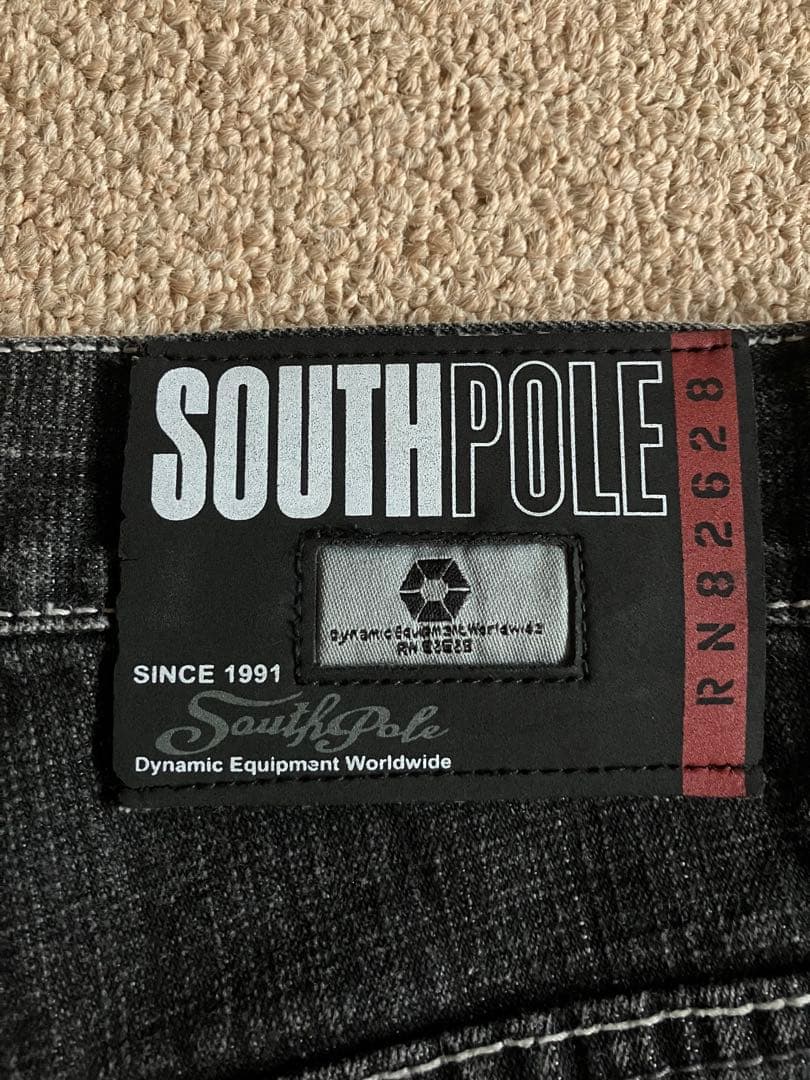 SOUTHPOLE
Dynamic Equipment Worldwide
RN 82628
SINCE 1991
SouthPole
Dynamic Equipment Worldwide
RN82628